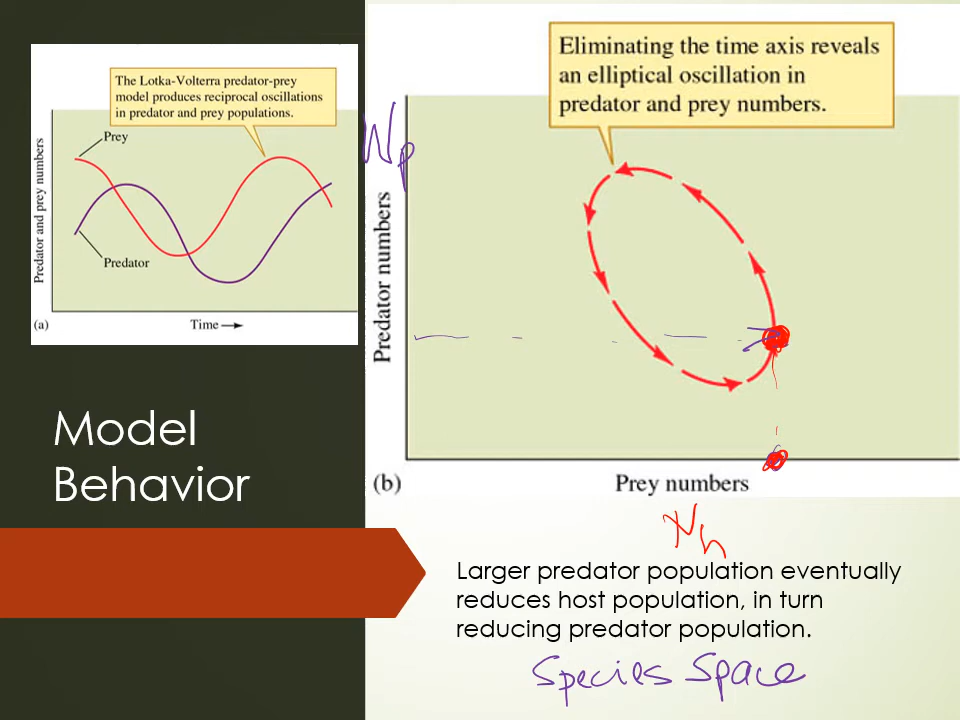 The Lotka-Volterra predator-prey
model produces reciprocal oscillations
in predator and prey populations.
Prey
Predator
Predator and prey numbers
(a)
Time
Model
Behavior
Eliminating the time axis reveals
an elliptical oscillation in
predator and prey numbers.
Np
Predator numbers
(b)
Prey numbers
Nh
Larger predator population eventually
reduces host population, in turn
reducing predator population.
Species Space